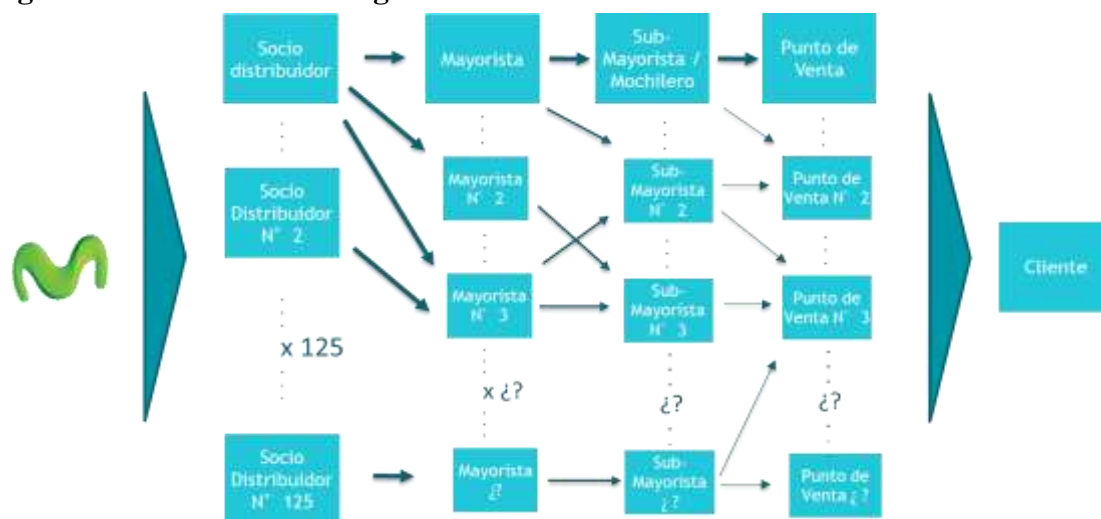 Socio
distribuidor
Mayorista
Sub-
Mayorista /
Mochilero
Punto de
Venta
Socio
Distribuidor
N° 2
Mayorista
N° 2
Sub-
Mayorista
N° 2
Punto de
Venta N° 2
Mayorista
N° 3
Sub-
Mayorista
N° 3
Punto de
Venta N° 3
Cliente
x 125
x ¿?
¿?
¿?
Socio
Distribuidor
N° 125
Mayorista
¿?
Sub-
Mayorista
¿?
Punto de
Venta ¿?